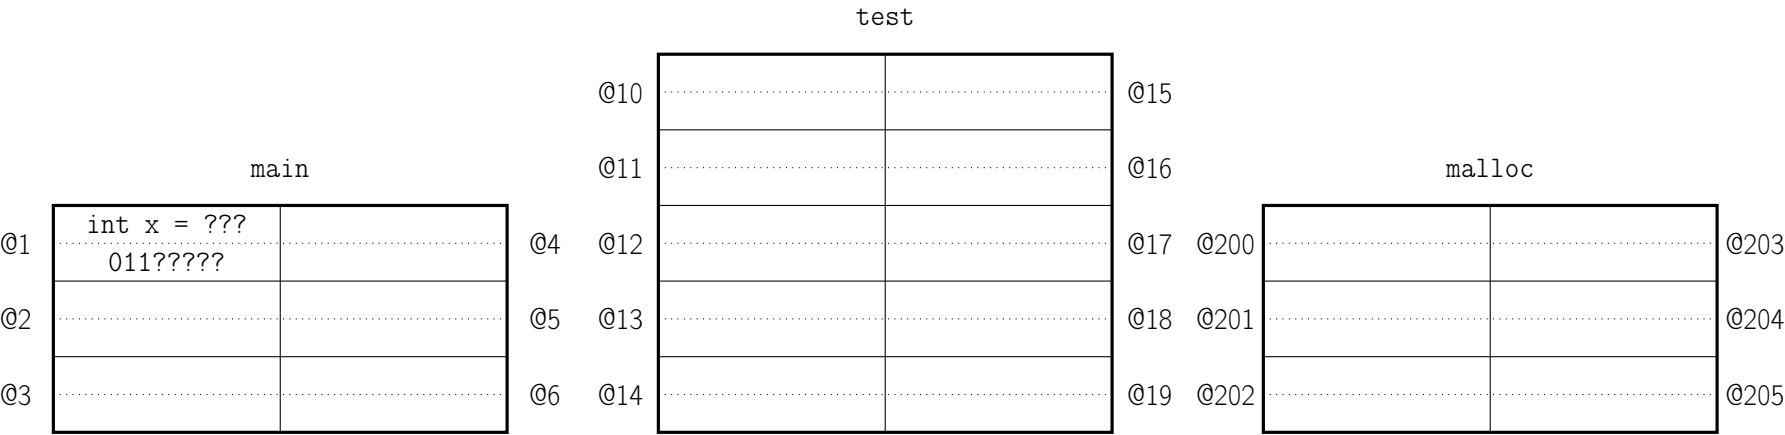 test
@10 @15
main @11 @16 malloc
int x = ???
@1 @4 @12 @17 @200 @203
011?????
@2 @5 @13 @18 @201 @204
@3 @6 @14 @19 @202 @205